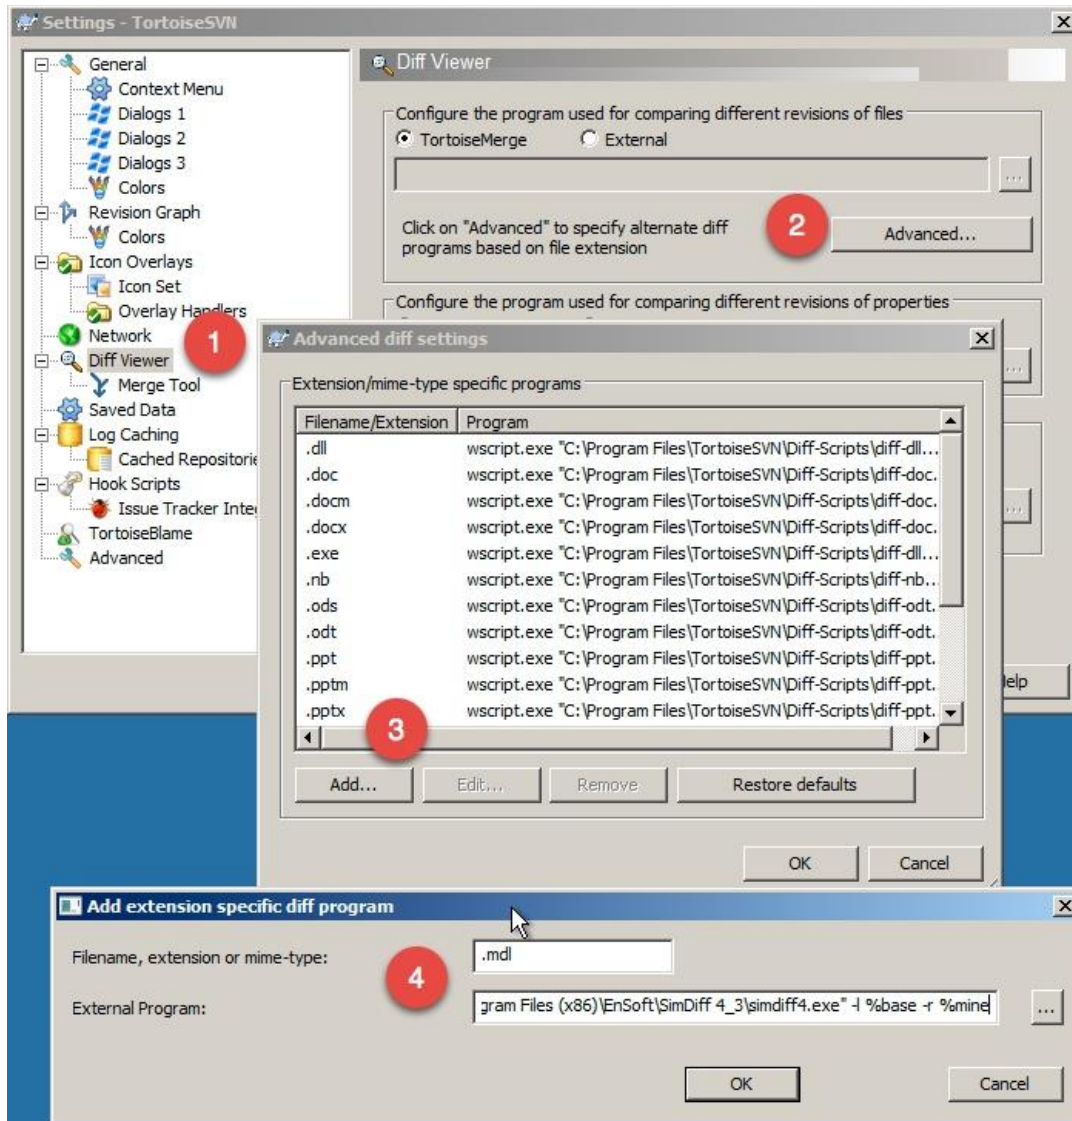 Settings - TortoiseSVN
General
Context Menu
Dialogs 1
Dialogs 2
Dialogs 3
Colors
Revision Graph
Colors
Icon Overlays
Icon Set
Overlay Handlers
Network
Diff Viewer
Merge Tool
Saved Data
Log Caching
Cached Repositorie
Hook Scripts
Issue Tracker Inte
TortoiseBlame
Advanced
1
Diff Viewer
Configure the program used for comparing different revisions of files
TortoiseMerge External
...
Click on "Advanced" to specify alternate diff
programs based on file extension
2
Advanced...
Configure the program used for comparing different revisions of properties
...
...
elp
Advanced diff settings
Extension/mime-type specific programs
Filename/Extension Program
.dll wscript.exe "C:\Program Files\TortoiseSVN\Diff-Scripts\diff-dll...
.doc wscript.exe "C:\Program Files\TortoiseSVN\Diff-Scripts\diff-doc.
.docm wscript.exe "C:\Program Files\TortoiseSVN\Diff-Scripts\diff-doc.
.docx wscript.exe "C:\Program Files\TortoiseSVN\Diff-Scripts\diff-doc.
.exe wscript.exe "C:\Program Files\TortoiseSVN\Diff-Scripts\diff-dll...
.nb wscript.exe "C:\Program Files\TortoiseSVN\Diff-Scripts\diff-nb...
.ods wscript.exe "C:\Program Files\TortoiseSVN\Diff-Scripts\diff-odt.
.odt wscript.exe "C:\Program Files\TortoiseSVN\Diff-Scripts\diff-odt.
.ppt wscript.exe "C:\Program Files\TortoiseSVN\Diff-Scripts\diff-ppt.
.pptm wscript.exe "C:\Program Files\TortoiseSVN\Diff-Scripts\diff-ppt.
.pptx wscript.exe "C:\Program Files\TortoiseSVN\Diff-Scripts\diff-ppt.
3
Add... Edit... Remove Restore defaults
OK Cancel
Add extension specific diff program
Filename, extension or mime-type: .mdl
4
External Program: gram Files (x86)\EnSoft\SimDiff 4_3\simdiff4.exe" -l %base -r %mine ...
OK Cancel